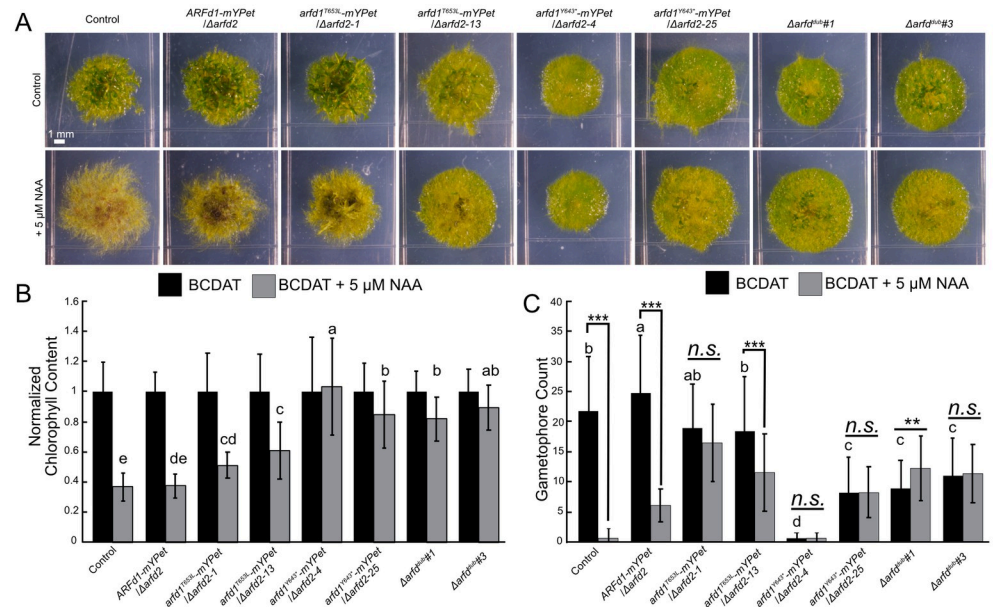 A
Control
ARFd1-mYPet
/Δarfd2
arfd1T653L-mYPet
/Δarfd2-1
arfd1T653L-mYPet
/Δarfd2-13
arfd1Y643*-mYPet
/Δarfd2-4
arfd1Y643*-mYPet
/Δarfd2-25
Δarfddub#1
Δarfddub#3
Control
1 mm
+ 5 µM NAA
B
BCDAT
BCDAT + 5 µM NAA
Normalized
Chlorophyll Content
1.6
1.4
1.2
1
0.8
0.6
0.4
0.2
0
e
de
cd
c
a
b
b
ab
Control
ARFd1-mYPet
/Δarfd2
arfd1T653L-mYPet
/Δarfd2-1
arfd1T653L-mYPet
/Δarfd2-13
arfd1Y643*-mYPet
/Δarfd2-4
arfd1Y643*-mYPet
/Δarfd2-25
Δarfddub#1
Δarfddub#3
C
BCDAT
BCDAT + 5 µM NAA
Gametophore Count
40
35
30
25
20
15
10
5
0
***
b
***
a
n.s.
ab
***
b
n.s.
d
n.s.
c
**
c
n.s.
c
Control
ARFd1-mYPet
/Δarfd2
arfd1T653L-mYPet
/Δarfd2-1
arfd1T653L-mYPet
/Δarfd2-13
arfd1Y643*-mYPet
/Δarfd2-4
arfd1Y643*-mYPet
/Δarfd2-25
Δarfddub#1
Δarfddub#3